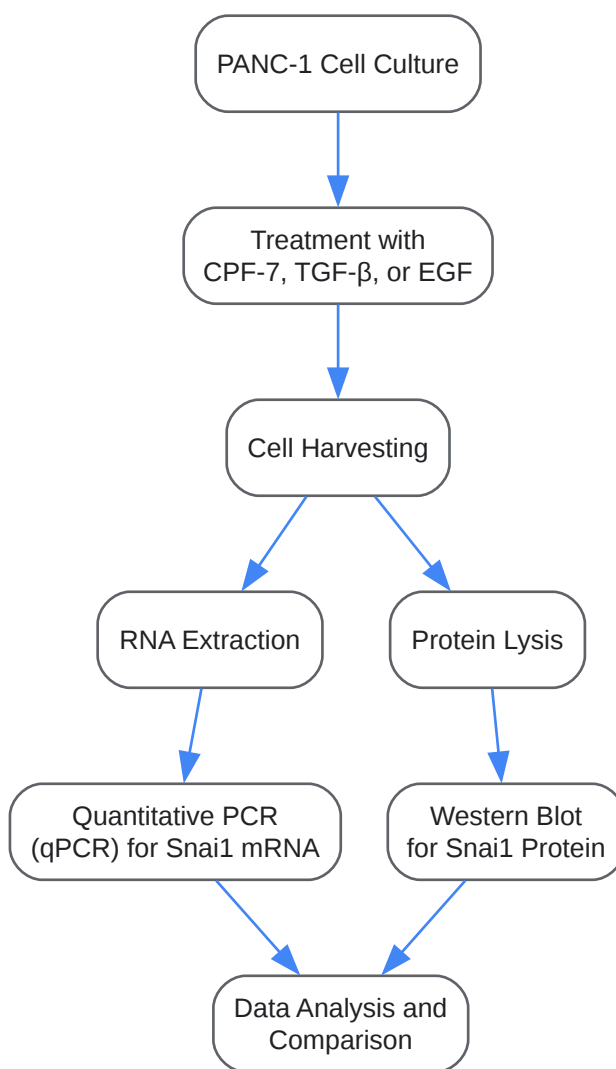 PANC-1 Cell Culture
Treatment with
CPF-7, TGF-β, or EGF
Cell Harvesting
RNA Extraction
Protein Lysis
Quantitative PCR
(qPCR) for Snai1 mRNA
Western Blot
for Snai1 Protein
Data Analysis and
Comparison